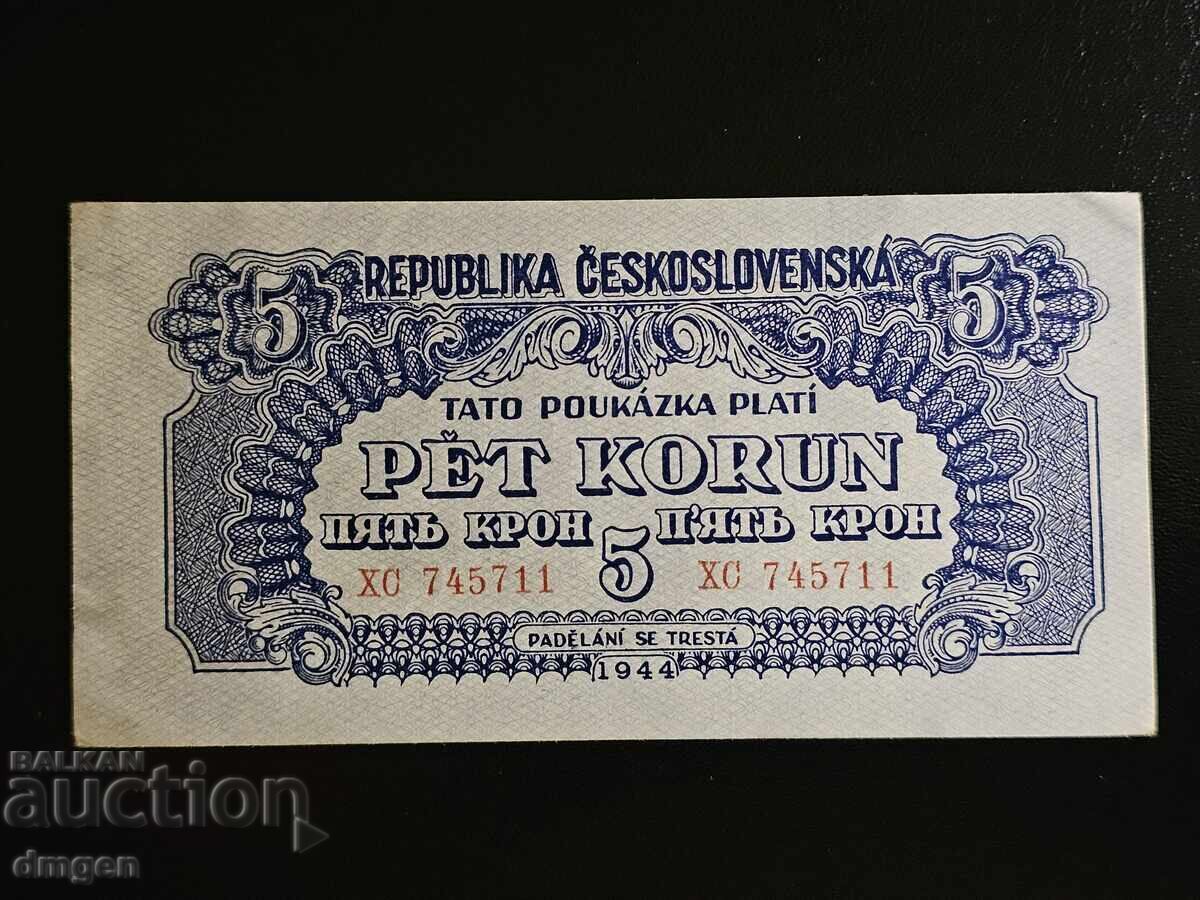 5 REPUBLIKA ČESKOSLOVENSKÁ 5
TATO POUKÁZKA PLATÍ
PĚT KORUN
ПЯТЬ КРОН П'ЯТЬ КРОН
XC 745711 5 XC 745711
PADĚLÁNÍ SE TRESTÁ
1944
BALKAN
auction
dmgen